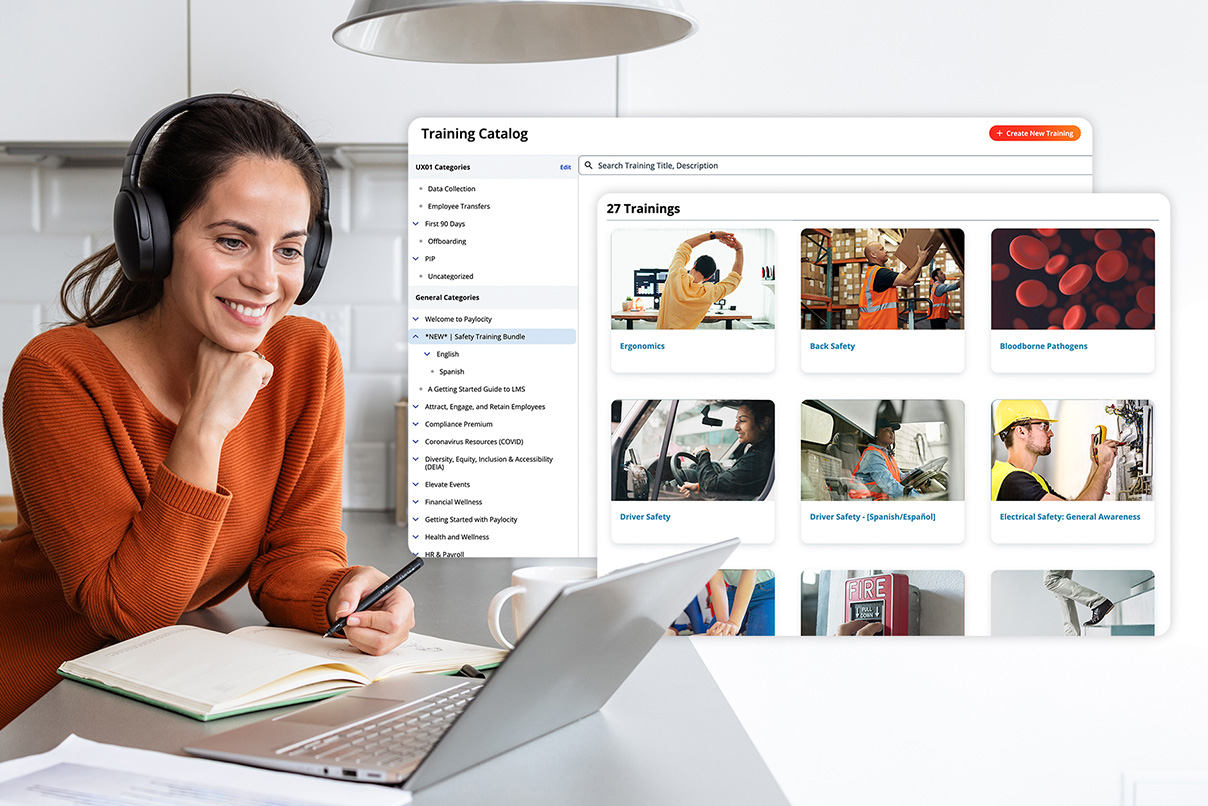 Training Catalog
+ Create New Training
UX01 Categories
Edit
Search Training Title, Description
Data Collection
Employee Transfers
First 90 Days
Offboarding
PIP
Uncategorized
General Categories
Welcome to Paylocity
*NEW* | Safety Training Bundle
English
Spanish
A Getting Started Guide to LMS
Attract, Engage, and Retain Employees
Compliance Premium
Coronavirus Resources (COVID)
Diversity, Equity, Inclusion & Accessibility
(DEIA)
Elevate Events
Financial Wellness
Getting Started with Paylocity
Health and Wellness
HR & Payroll
27 Trainings
Ergonomics
Back Safety
Bloodborne Pathogens
Driver Safety
Driver Safety - [Spanish/Español]
Electrical Safety: General Awareness
FIRE
PULL
DOWN